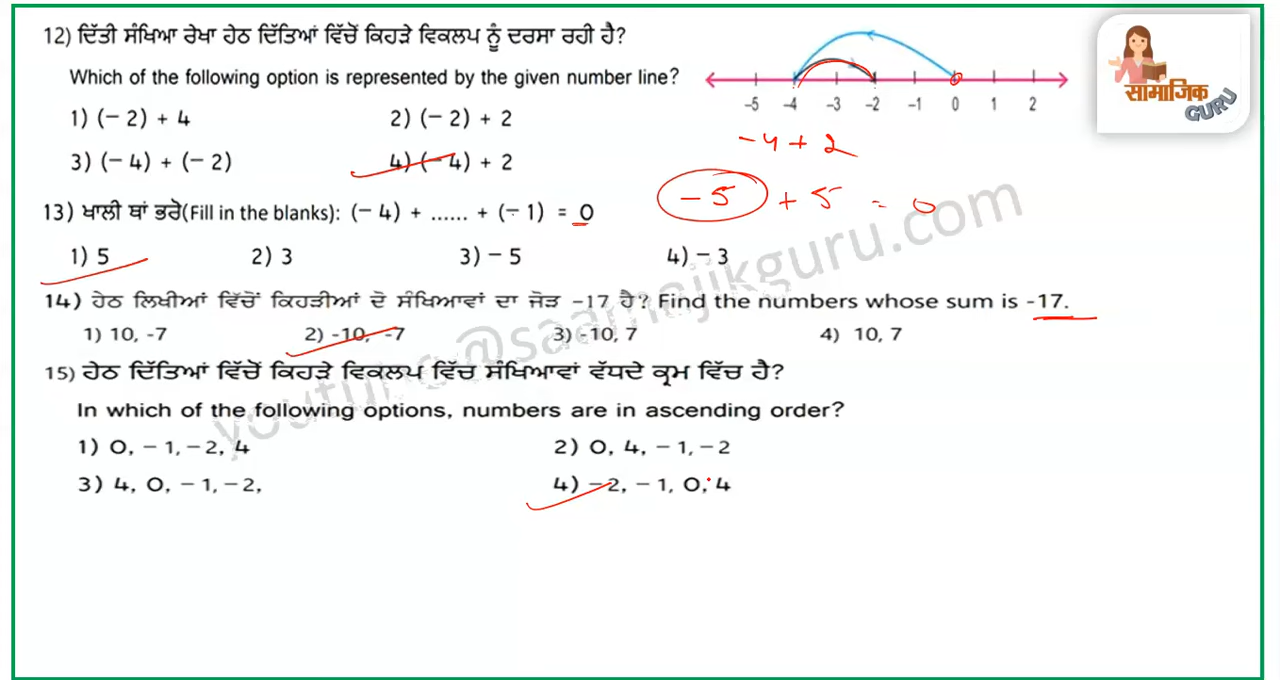 12) ਦਿੱਤੀ ਸੰਖਿਆ ਰੇਖਾ ਹੇਠ ਦਿੱਤਿਆਂ ਵਿੱਚੋਂ ਕਿਹੜੇ ਵਿਕਲਪ ਨੂੰ ਦਰਸਾ ਰਹੀ ਹੈ?
Which of the following option is represented by the given number line?
-5 -4 -3 -2 -1 0 1 2
सामाजिक
GURU
1) (− 2) + 4 2) (− 2) + 2
-4 + 2
3) (− 4) + (− 2) 4) (− 4) + 2
-5 + 5 = 0
13) ਖਾਲੀ ਥਾਂ ਭਰੋ(Fill in the blanks): (− 4) + ...... + (− 1) = 0
1) 5 2) 3 3) − 5 4) − 3
14) ਹੇਠ ਲਿਖੀਆਂ ਵਿੱਚੋਂ ਕਿਹੜੀਆਂ ਦੋ ਸੰਖਿਆਵਾਂ ਦਾ ਜੋੜ -17 ਹੈ? Find the numbers whose sum is -17.
1) 10, -7 2) -10, -7 3) -10, 7 4) 10, 7
15) ਹੇਠ ਦਿੱਤਿਆਂ ਵਿੱਚੋਂ ਕਿਹੜੇ ਵਿਕਲਪ ਵਿੱਚ ਸੰਖਿਆਵਾਂ ਵੱਧਦੇ ਕ੍ਰਮ ਵਿੱਚ ਹੈ?
In which of the following options, numbers are in ascending order?
1) 0, − 1, − 2, 4 2) 0, 4, − 1, − 2
3) 4, 0, − 1, − 2, 4) − 2, − 1, 0, 4
youtube@saamajikguru.com